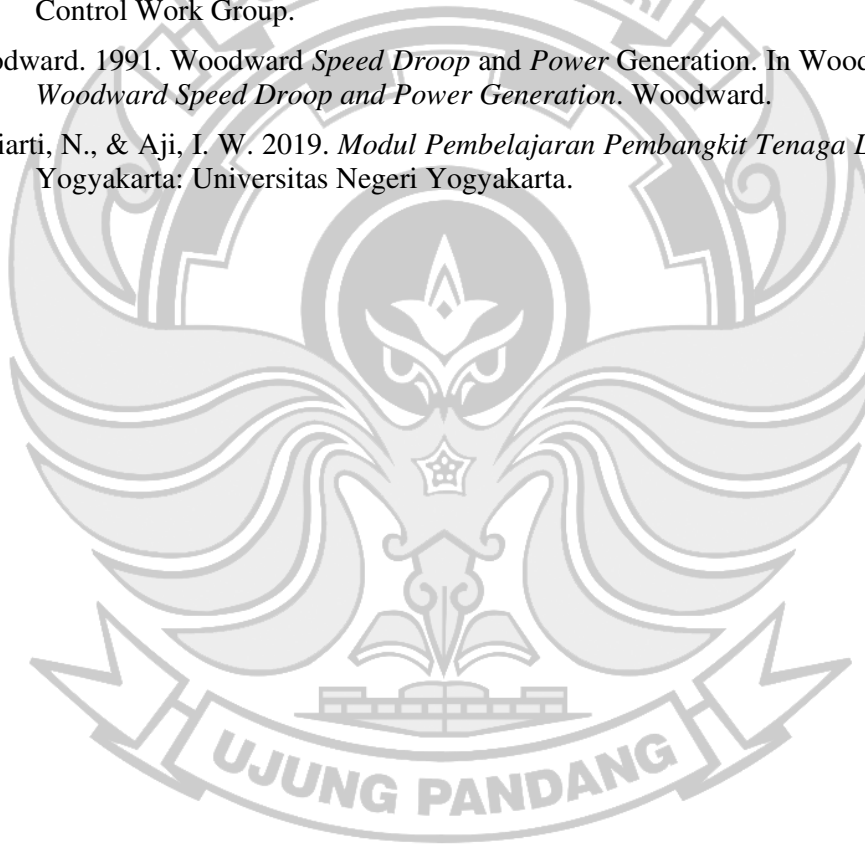 Control Work Group.
odward. 1991. Woodward Speed Droop and Power Generation. In Wood
Woodward Speed Droop and Power Generation. Woodward.
iarti, N., & Aji, I. W. 2019. Modul Pembelajaran Pembangkit Tenaga L
Yogyakarta: Universitas Negeri Yogyakarta.
UJUNG PANDANG